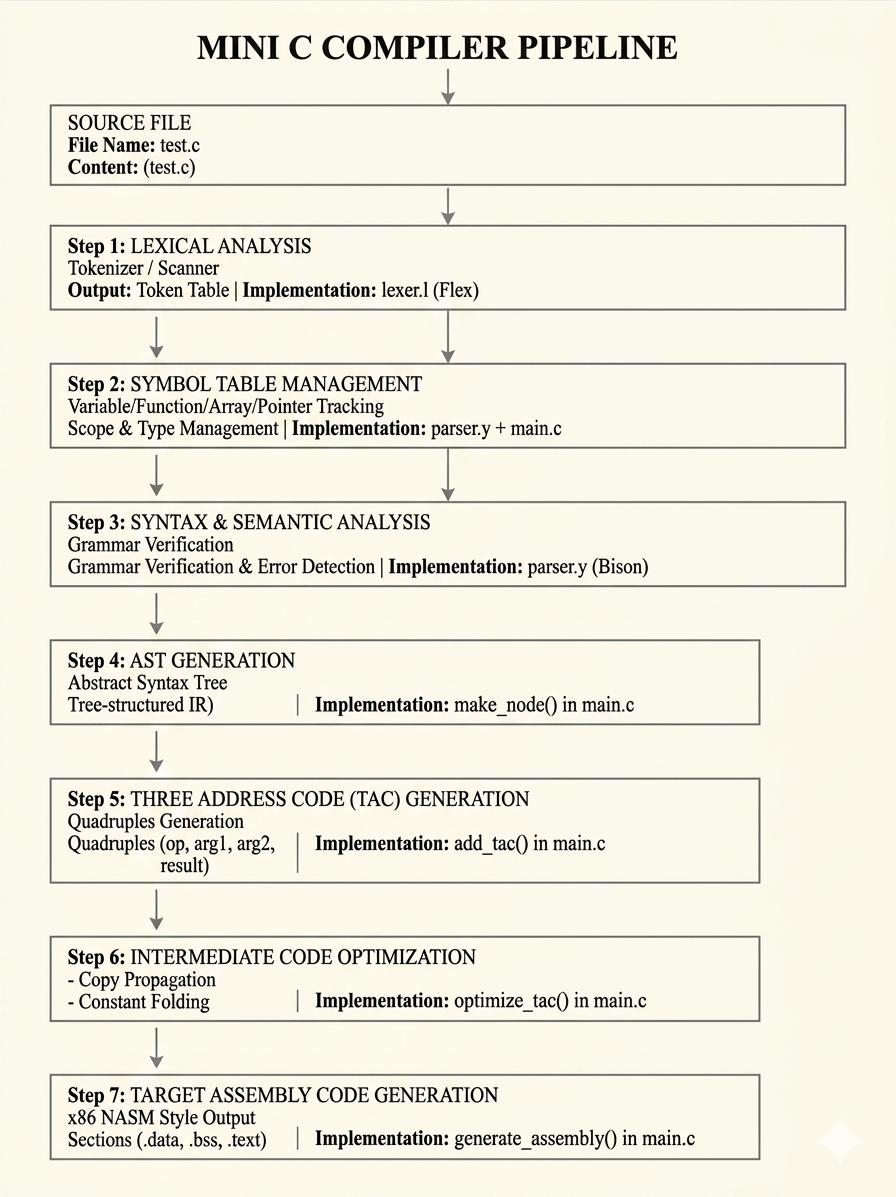 MINI C COMPILER PIPELINE
SOURCE FILE
File Name: test.c
Content: (test.c)
Step 1: LEXICAL ANALYSIS
Tokenizer / Scanner
Output: Token Table | Implementation: lexer.l (Flex)
Step 2: SYMBOL TABLE MANAGEMENT
Variable/Function/Array/Pointer Tracking
Scope & Type Management | Implementation: parser.y + main.c
Step 3: SYNTAX & SEMANTIC ANALYSIS
Grammar Verification
Grammar Verification & Error Detection | Implementation: parser.y (Bison)
Step 4: AST GENERATION
Abstract Syntax Tree
Tree-structured IR) | Implementation: make_node() in main.c
Step 5: THREE ADDRESS CODE (TAC) GENERATION
Quadruples Generation
Quadruples (op, arg1, arg2, | Implementation: add_tac() in main.c
result)
Step 6: INTERMEDIATE CODE OPTIMIZATION
- Copy Propagation
- Constant Folding | Implementation: optimize_tac() in main.c
Step 7: TARGET ASSEMBLY CODE GENERATION
x86 NASM Style Output
Sections (.data, .bss, .text) | Implementation: generate_assembly() in main.c